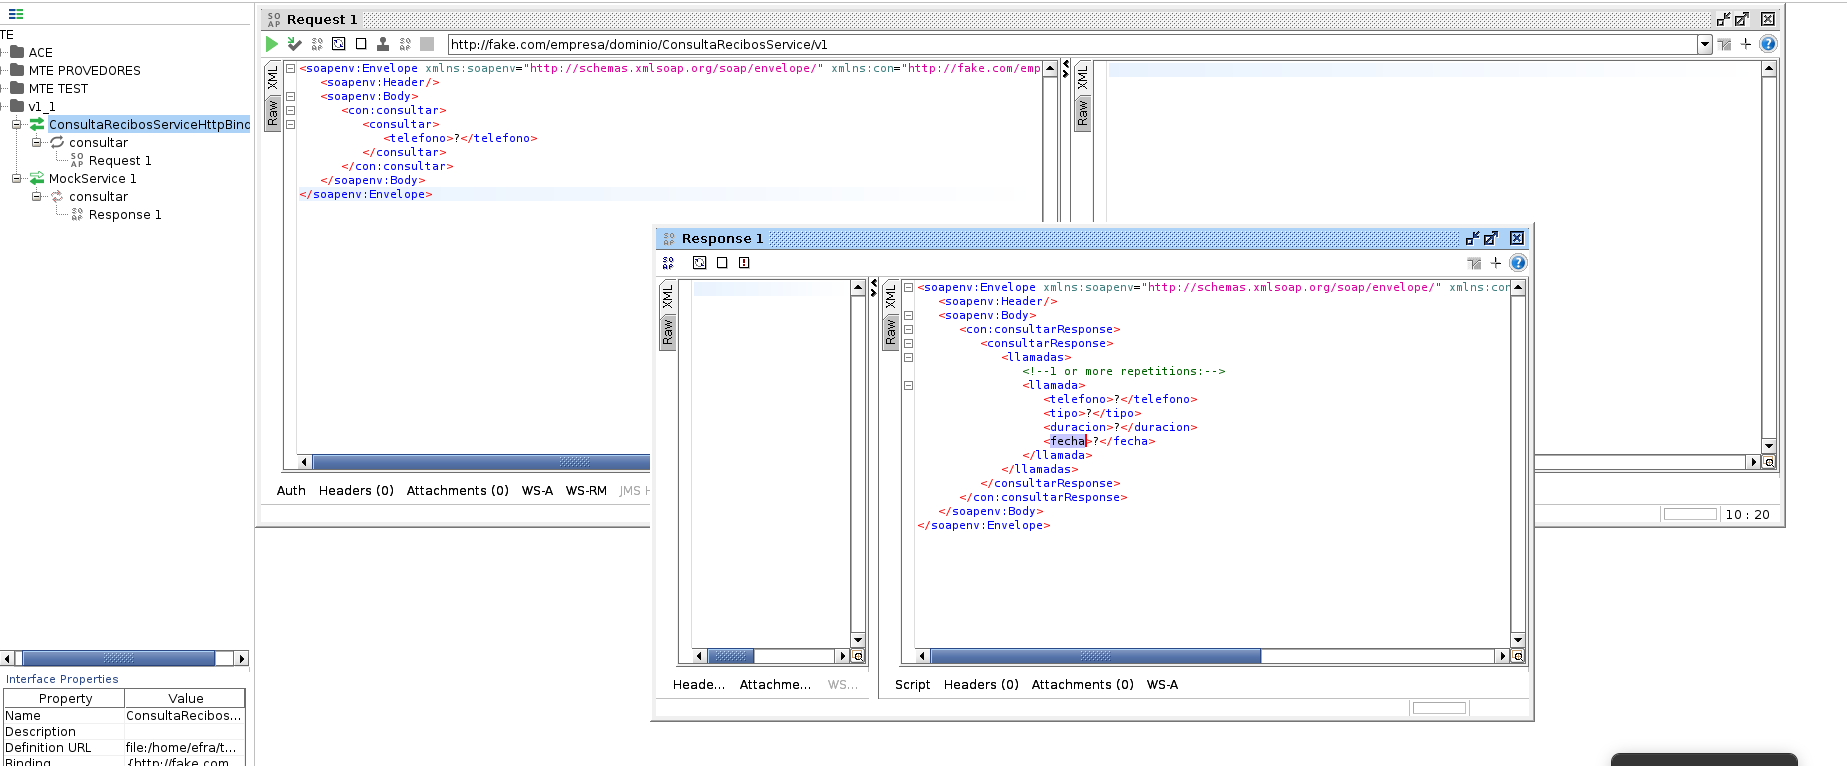 TE
ACE
MTE PROVEDORES
MTE TEST
v1_1
ConsultaRecibosServiceHttpBinc
consultar
Request 1
MockService 1
consultar
Response 1
Interface Properties
Property Value
Name ConsultaRecibos...
Description
Definition URL file:/home/efra/t...
Binding {http://fake.com
Request 1
http://fake.com/empresa/dominio/ConsultaRecibosService/v1
XML
Raw
<soapenv:Envelope xmlns:soapenv="http://schemas.xmlsoap.org/soap/envelope/" xmlns:con="http://fake.com/emp
<soapenv:Header/>
<soapenv:Body>
<con:consultar>
<consultar>
<telefono>?</telefono>
</consultar>
</con:consultar>
</soapenv:Body>
</soapenv:Envelope>
XML
Raw
Auth Headers (0) Attachments (0) WS-A WS-RM JMS H
10 : 20
Response 1
XML
Raw
XML
Raw
<soapenv:Envelope xmlns:soapenv="http://schemas.xmlsoap.org/soap/envelope/" xmlns:con
<soapenv:Header/>
<soapenv:Body>
<con:consultarResponse>
<consultarResponse>
<llamadas>
<!--1 or more repetitions:-->
<llamada>
<telefono>?</telefono>
<tipo>?</tipo>
<duracion>?</duracion>
<fecha>?</fecha>
</llamada>
</llamadas>
</consultarResponse>
</con:consultarResponse>
</soapenv:Body>
</soapenv:Envelope>
Heade... Attachme... WS...
Script Headers (0) Attachments (0) WS-A